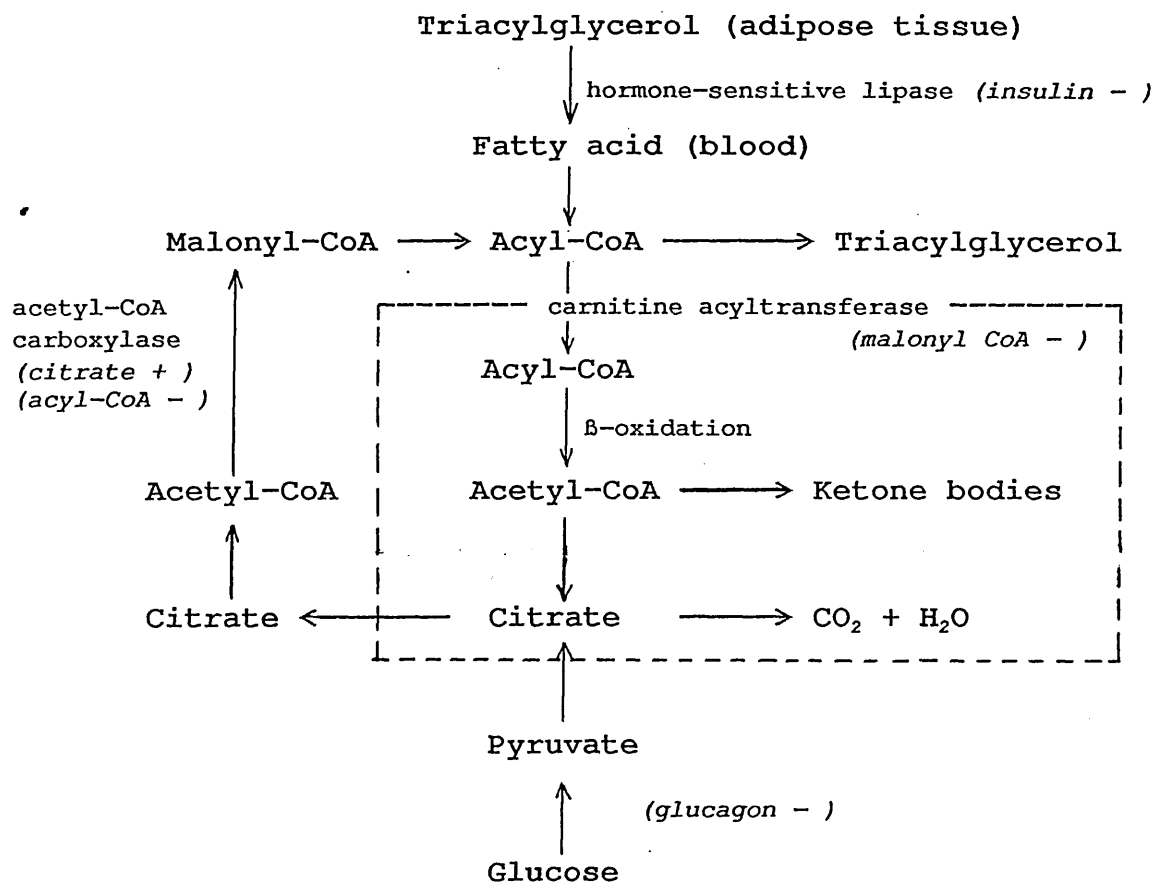 Triacylglycerol (adipose tissue)
hormone-sensitive lipase (insulin - )
Fatty acid (blood)
Malonyl-CoA
Acyl-CoA
Triacylglycerol
acetyl-CoA
carboxylase
(citrate + )
(acyl-CoA - )
carnitine acyltransferase
(malonyl CoA - )
Acyl-CoA
ß-oxidation
Acetyl-CoA
Acetyl-CoA
Ketone bodies
Citrate
Citrate
CO₂ + H₂O
Pyruvate
(glucagon - )
Glucose